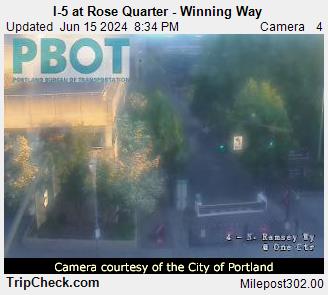 I-5 at Rose Quarter - Winning Way
Updated Jun 15 2024 8:34 PM Camera 4
PBOT
PORTLAND BUREAU OF TRANSPORTATION
4 - N. Ramsey Wy
@ One Ctr
Camera courtesy of the City of Portland
TripCheck.com Milepost302.00